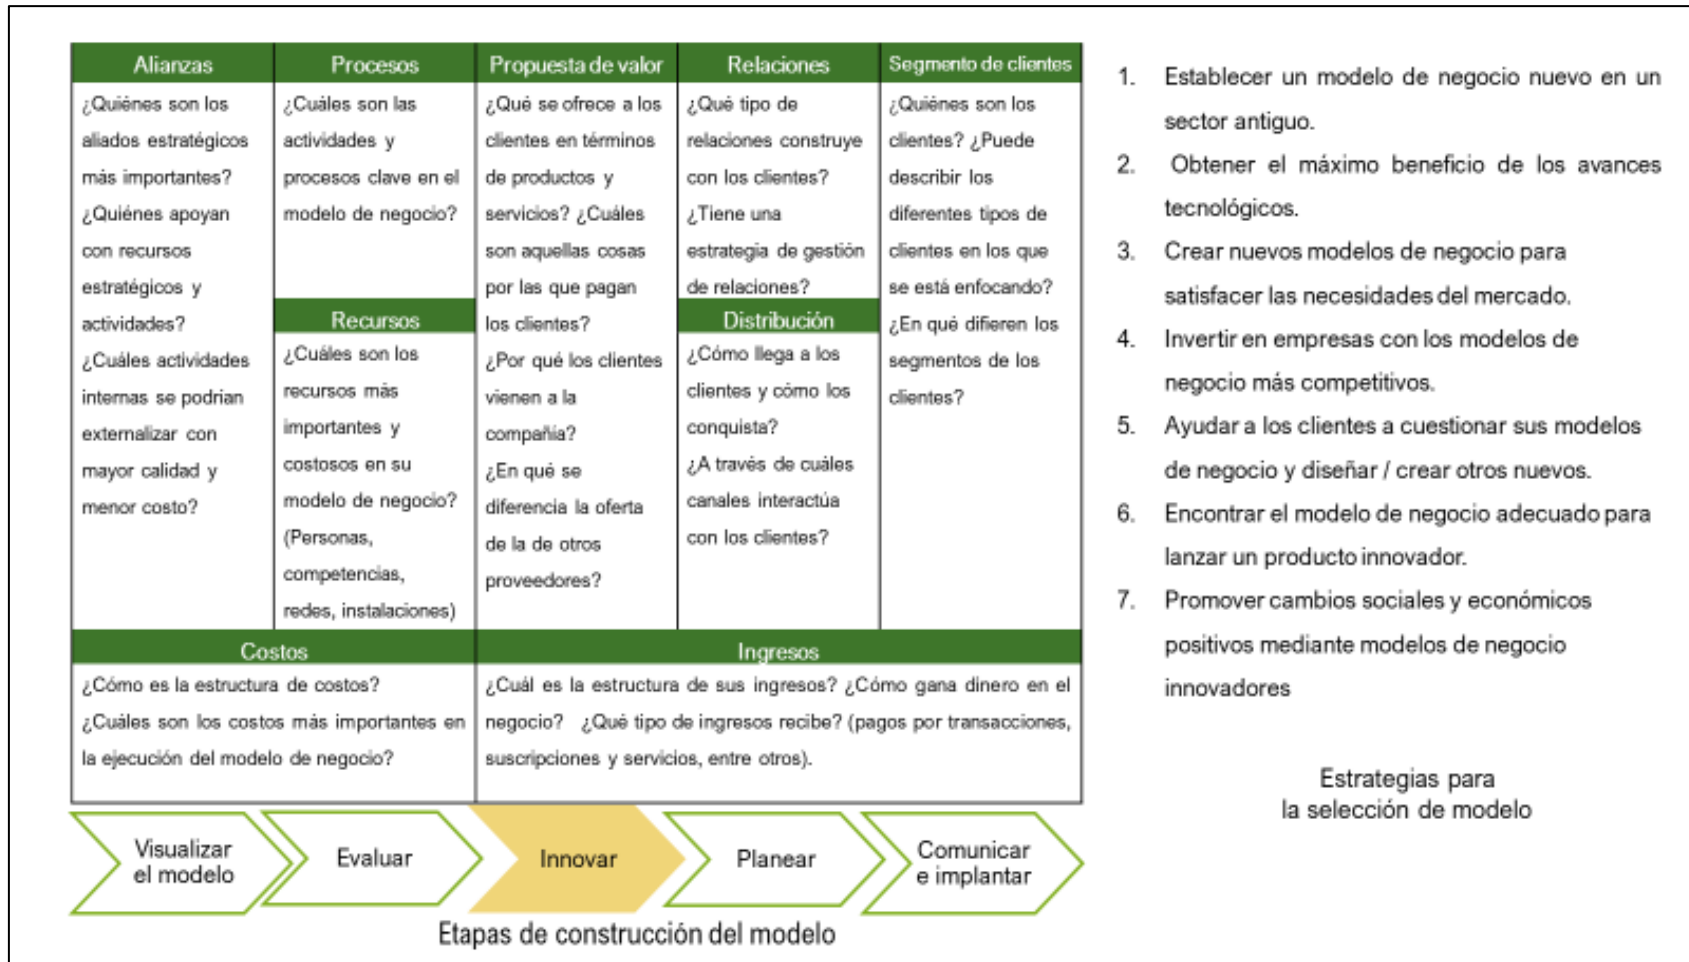 Alianzas
¿Quiénes son los
aliados estratégicos
más importantes?
¿Quiénes apoyan
con recursos
estratégicos y
actividades?
¿Cuáles actividades
internas se podrian
externalizar con
mayor calidad y
menor costo?
Procesos
¿Cuáles son las
actividades y
procesos clave en el
modelo de negocio?
Recursos
¿Cuáles son los
recursos más
importantes y
costosos en su
modelo de negocio?
(Personas,
competencias,
redes, instalaciones)
Propuesta de valor
¿Qué se ofrece a los
clientes en términos
de productos y
servicios? ¿Cuáles
son aquellas cosas
por las que pagan
los clientes?
¿Por qué los clientes
vienen a la
compañía?
¿En qué se
diferencia la oferta
de la de otros
proveedores?
Relaciones
¿Qué tipo de
relaciones construye
con los clientes?
¿Tiene una
estrategia de gestión
de relaciones?
Distribución
¿Cómo llega a los
clientes y cómo los
conquista?
¿A través de cuáles
canales interactúa
con los clientes?
Segmento de clientes
¿Quiénes son los
clientes? ¿Puede
describir los
diferentes tipos de
clientes en los que
se está enfocando?
¿En qué difieren los
segmentos de los
clientes?
Costos
¿Cómo es la estructura de costos?
¿Cuáles son los costos más importantes en
la ejecución del modelo de negocio?
Ingresos
¿Cuál es la estructura de sus ingresos? ¿Cómo gana dinero en el
negocio? ¿Qué tipo de ingresos recibe? (pagos por transacciones,
suscripciones y servicios, entre otros).
Visualizar
el modelo
Evaluar
Innovar
Planear
Comunicar
e implantar
Etapas de construcción del modelo
1. Establecer un modelo de negocio nuevo en un
sector antiguo.
2. Obtener el máximo beneficio de los avances
tecnológicos.
3. Crear nuevos modelos de negocio para
satisfacer las necesidades del mercado.
4. Invertir en empresas con los modelos de
negocio más competitivos.
5. Ayudar a los clientes a cuestionar sus modelos
de negocio y diseñar / crear otros nuevos.
6. Encontrar el modelo de negocio adecuado para
lanzar un producto innovador.
7. Promover cambios sociales y económicos
positivos mediante modelos de negocio
innovadores
Estrategias para
la selección de modelo